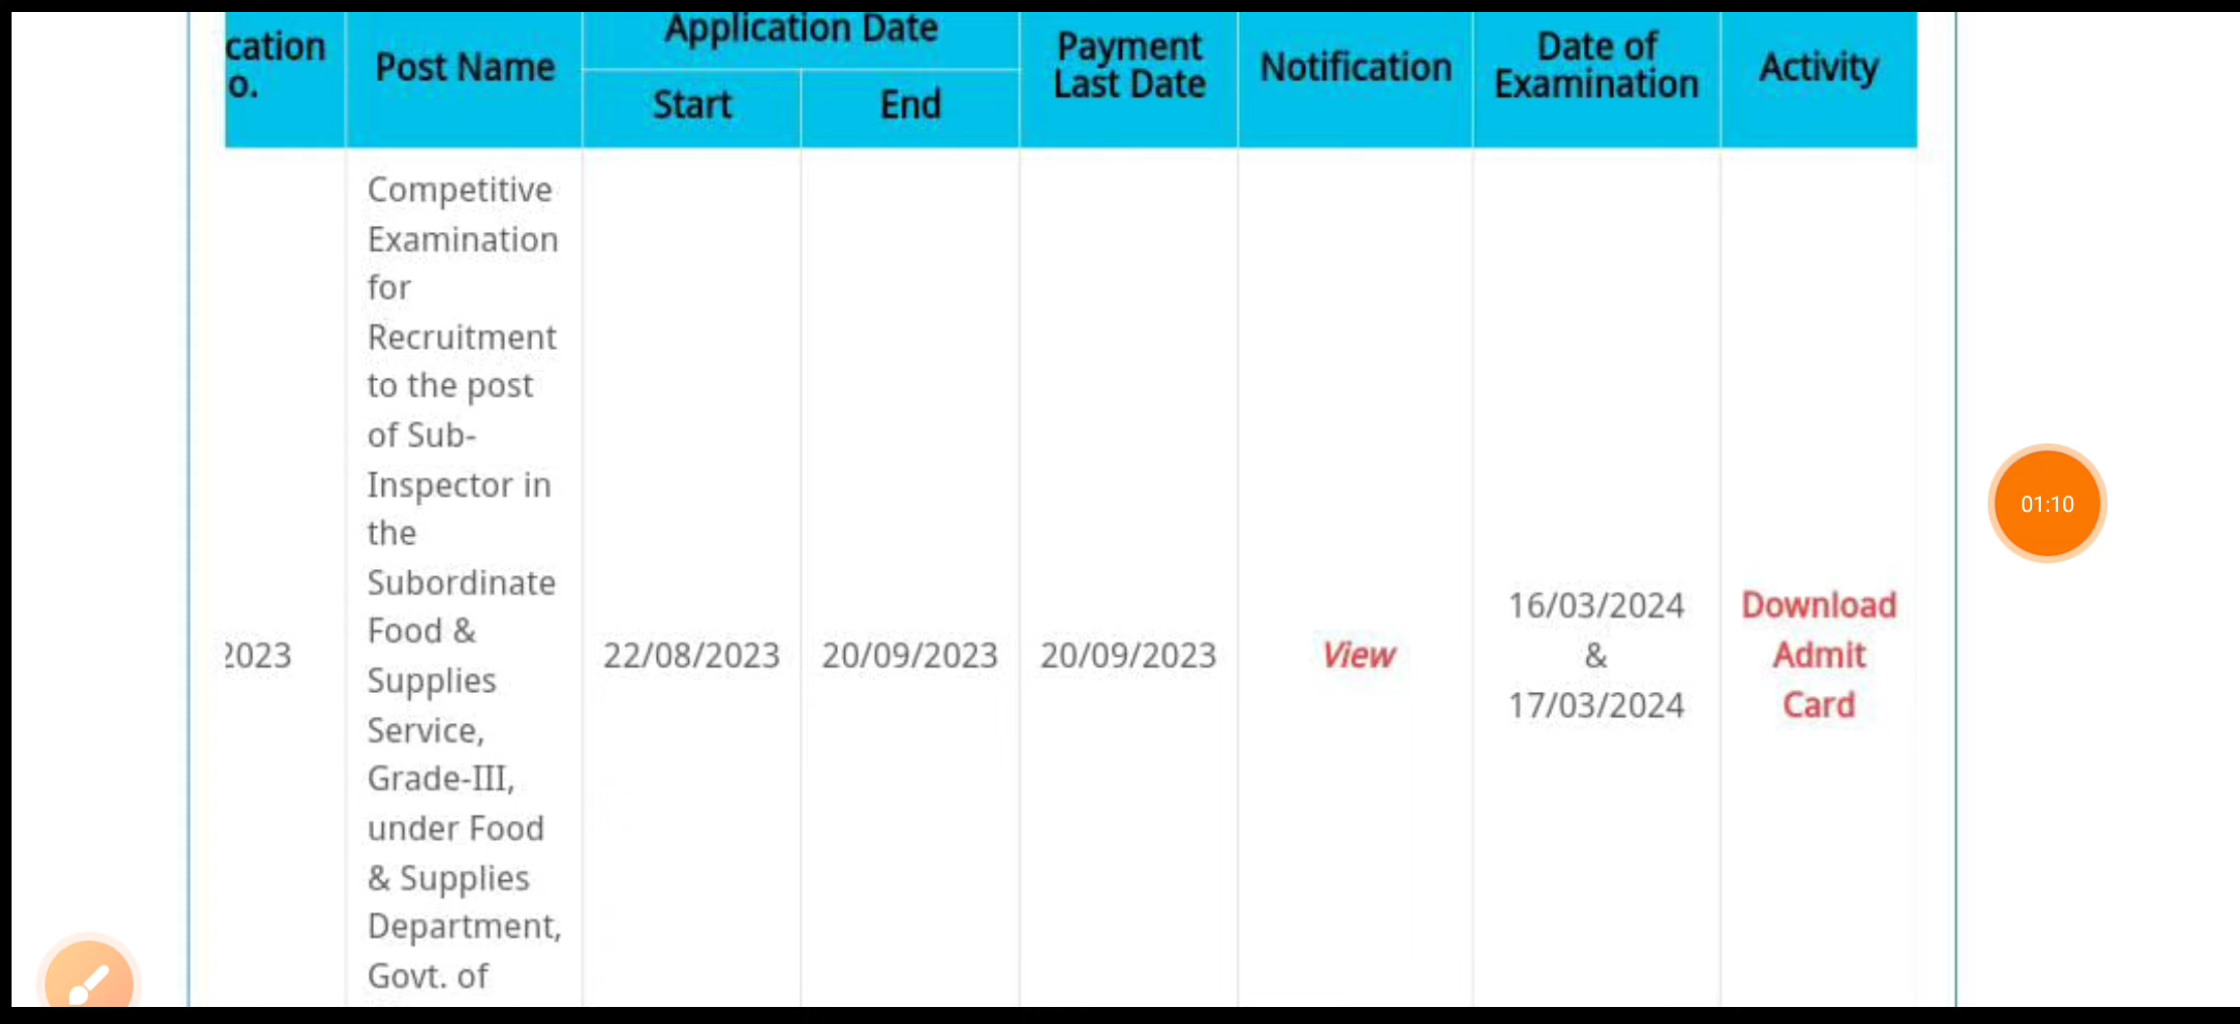 cation
o.
Post Name
Application Date
Start
End
Payment
Last Date
Notification
Date of
Examination
Activity
2023
Competitive
Examination
for
Recruitment
to the post
of Sub-
Inspector in
the
Subordinate
Food &
Supplies
Service,
Grade-III,
under Food
& Supplies
Department,
Govt. of
22/08/2023
20/09/2023
20/09/2023
View
16/03/2024
&
17/03/2024
Download
Admit
Card
01:10